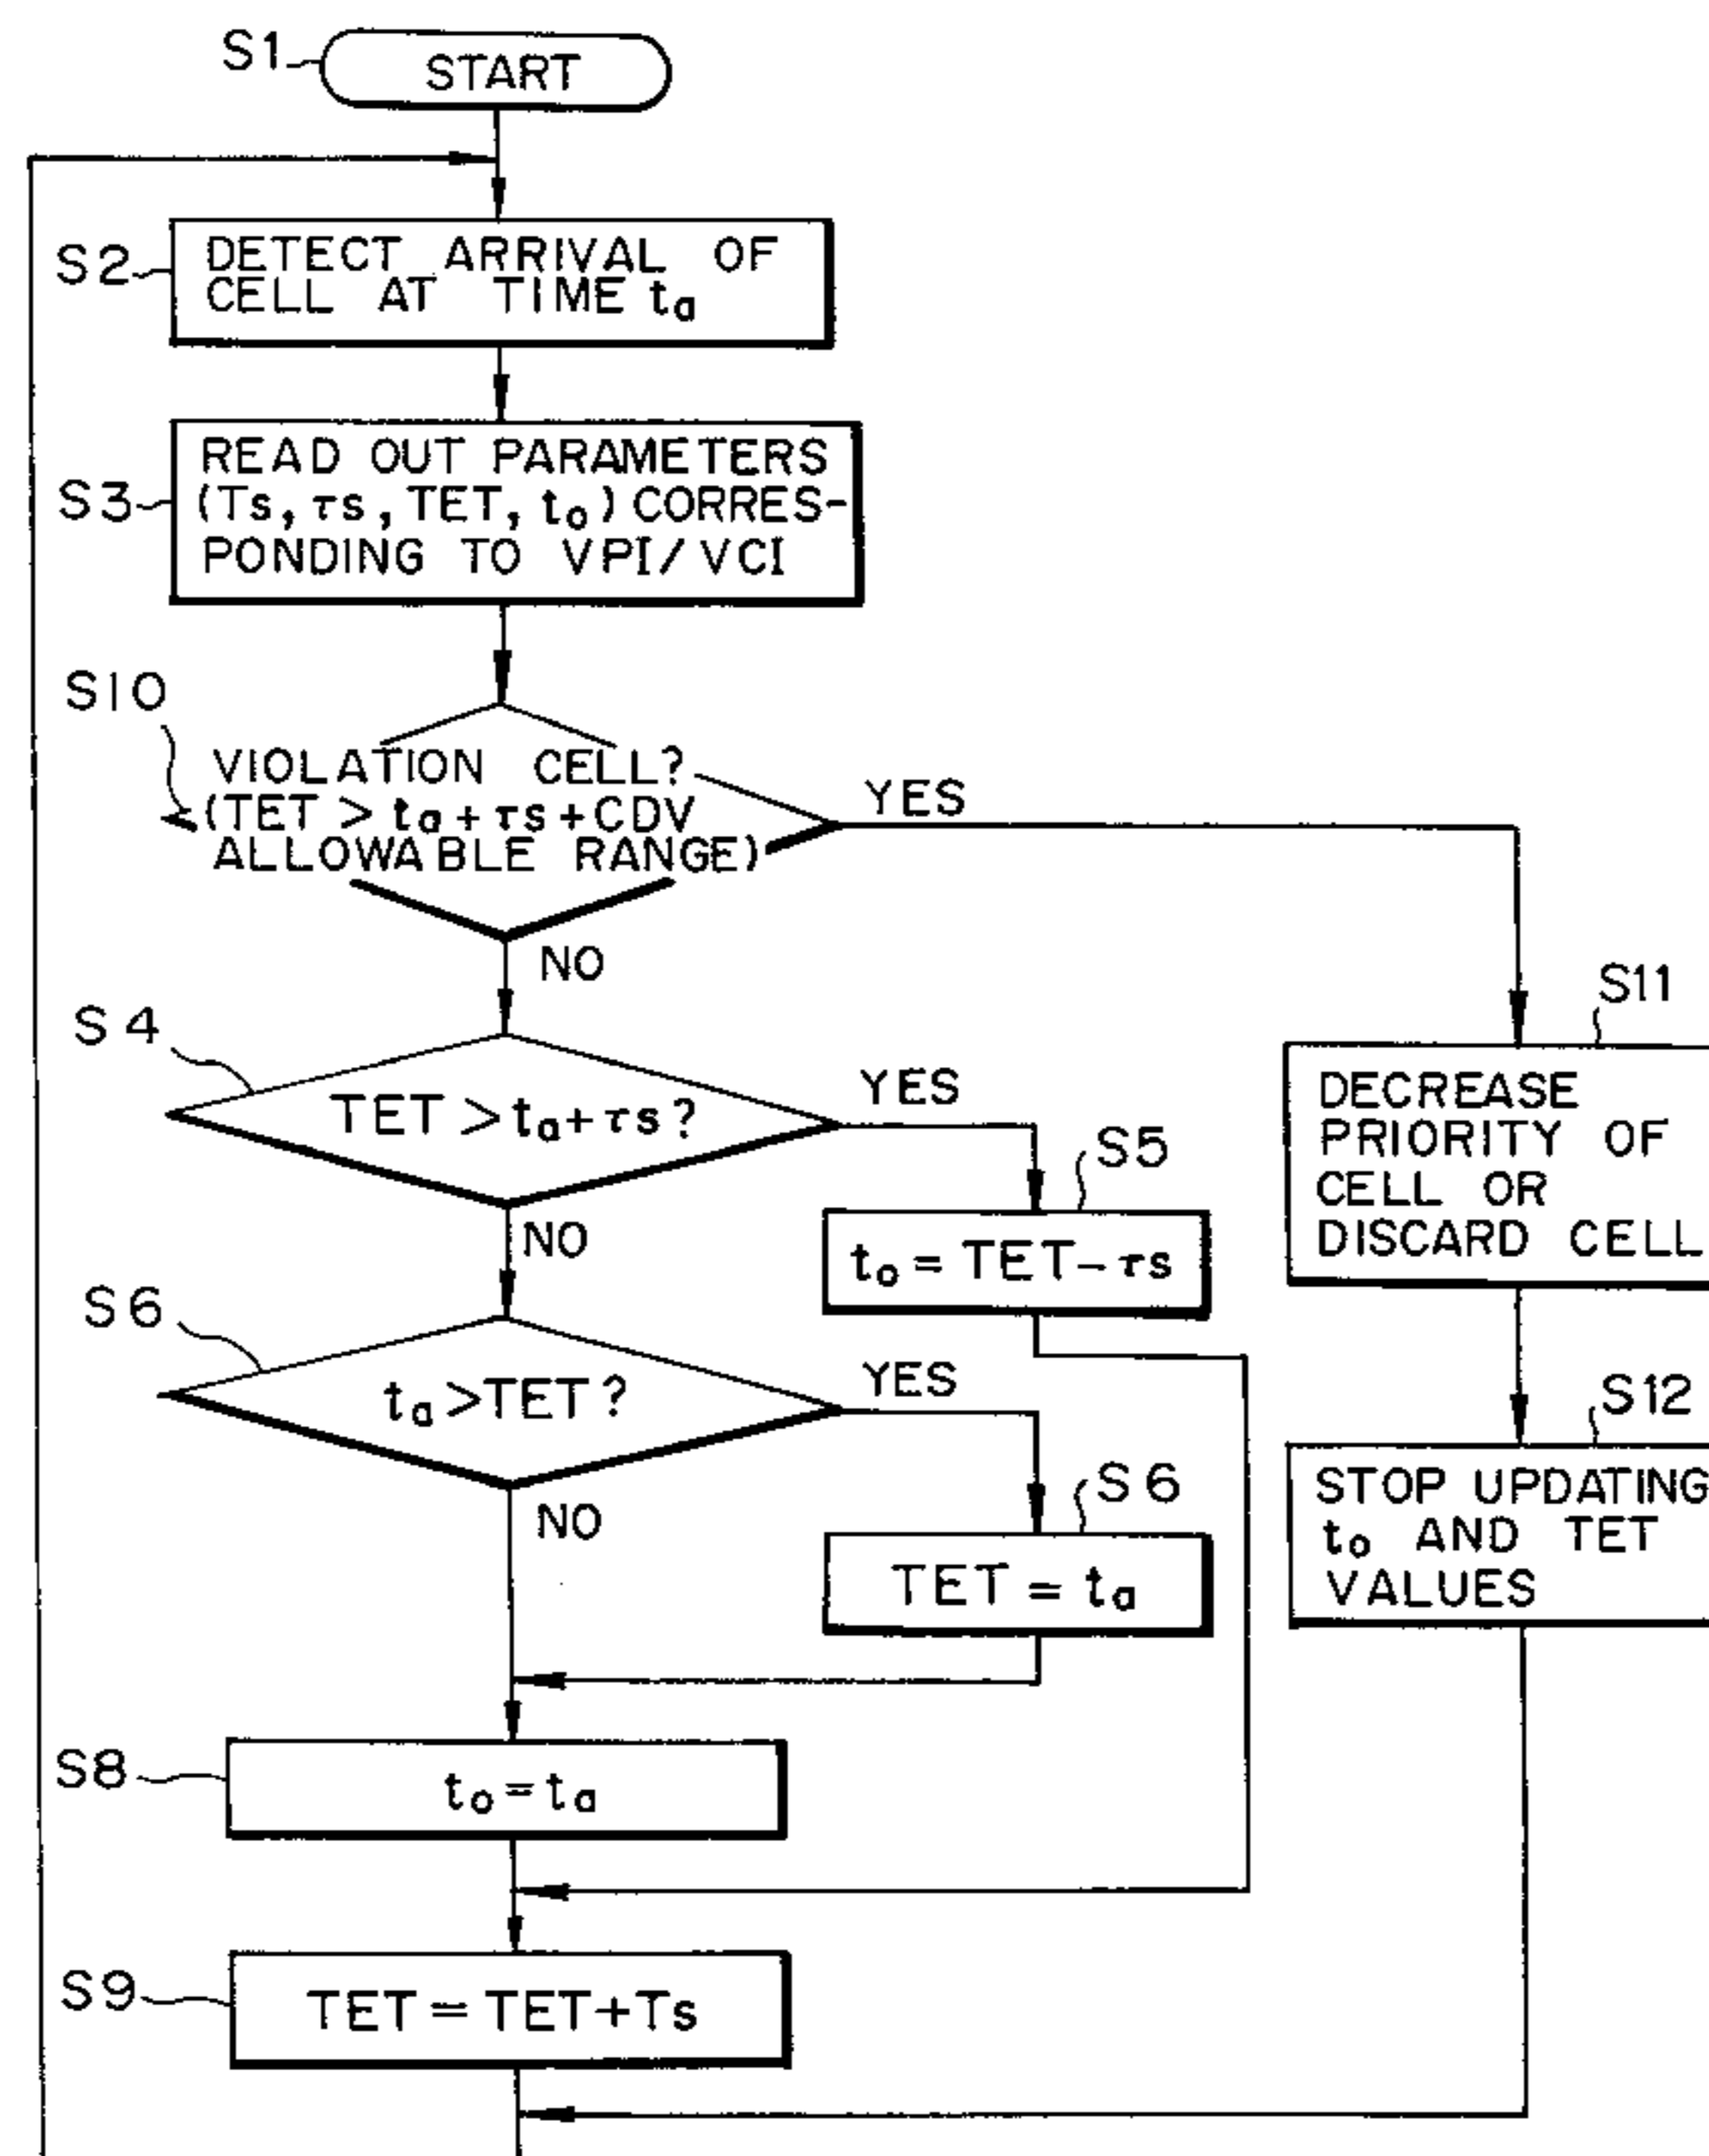 S1
START
S2
DETECT ARRIVAL OF
CELL AT TIME ta
S3
READ OUT PARAMETERS
(Ts, τs, TET, to) CORRES-
PONDING TO VPI/VCI
S10
VIOLATION CELL?
(TET > ta + τs + CDV
ALLOWABLE RANGE)
YES
NO
S11
DECREASE
PRIORITY OF
CELL OR
DISCARD CELL
S4
TET > ta + τs?
YES
NO
S5
to = TET - τs
S6
ta > TET?
YES
NO
S6
TET = ta
S12
STOP UPDATING
to AND TET
VALUES
S8
to = ta
S9
TET = TET + Ts